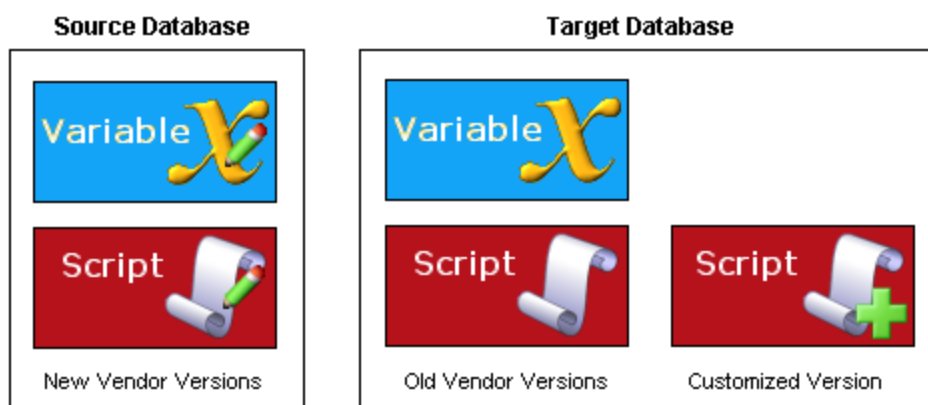 Source Database
Target Database
Variable
Variable
Script
Script
Script
New Vendor Versions
Old Vendor Versions
Customized Version